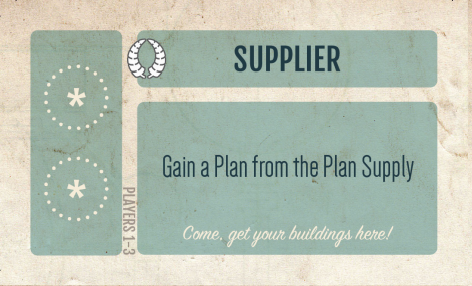 SUPPLIER
*
*
Gain a Plan from the Plan Supply
PLAYERS 1-3
Come, get your buildings here!